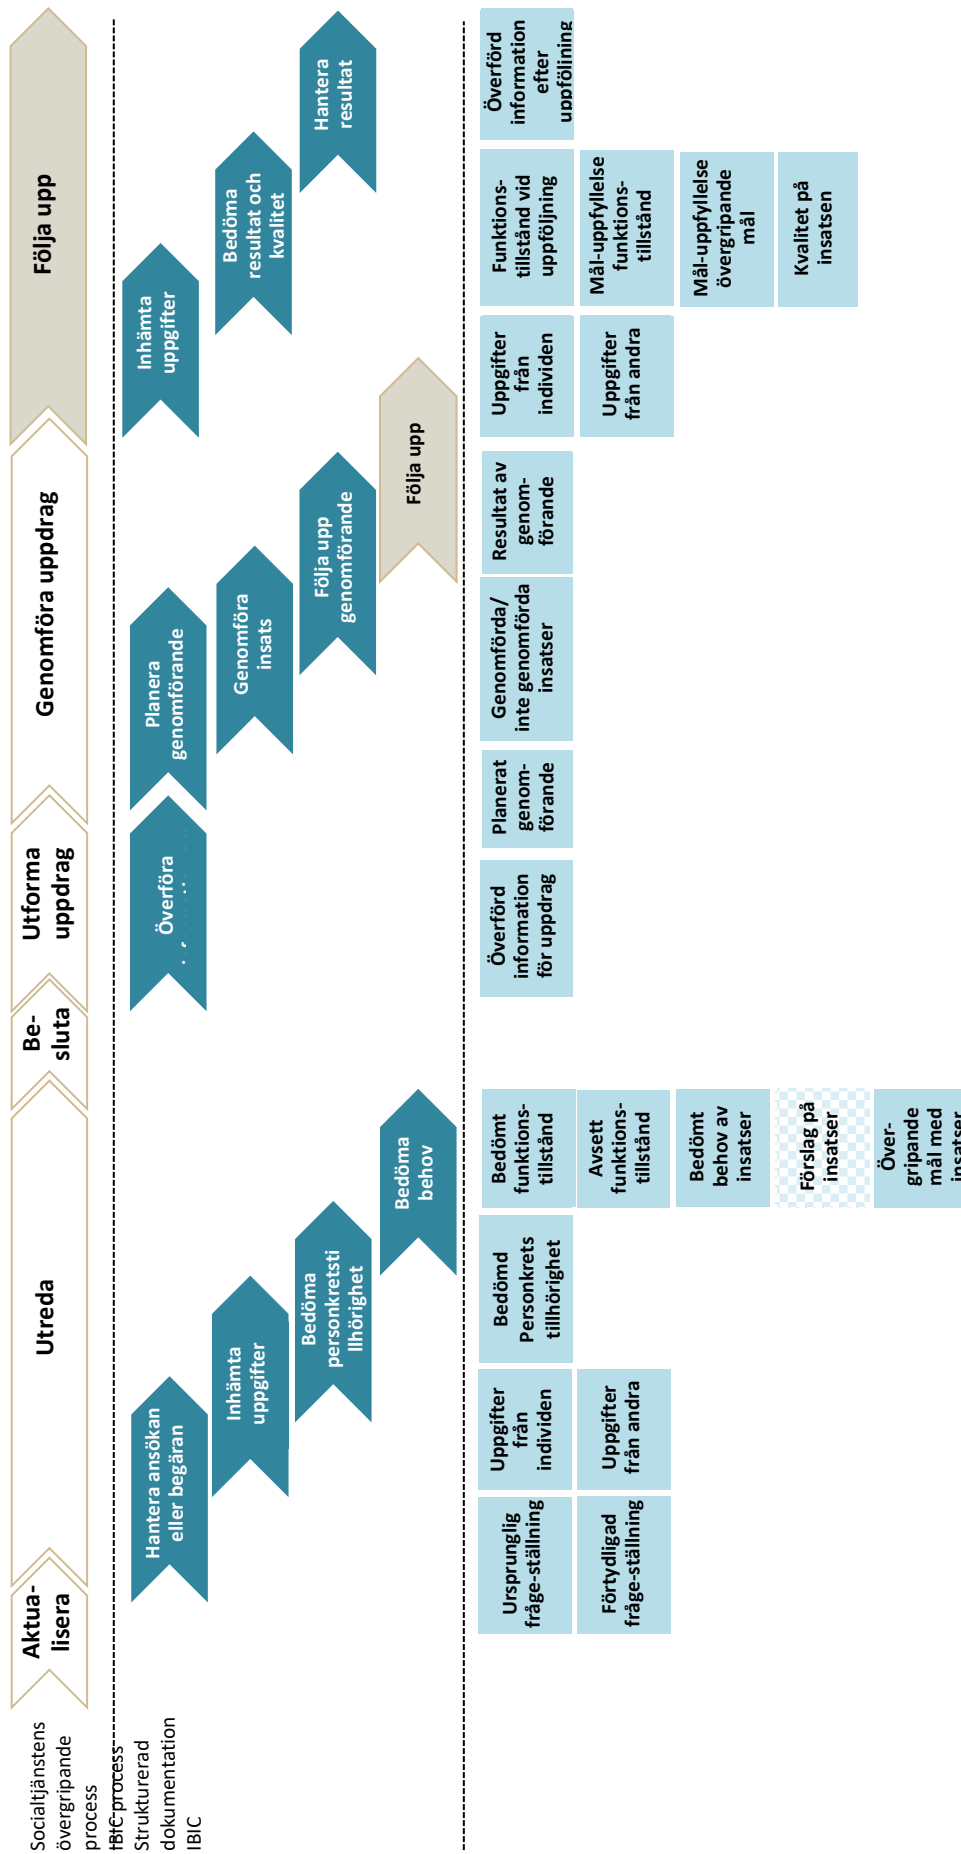 Socialtjänstens
övergripande
process
IBIC process
Strukturerad
dokumentation
IBIC
Aktua-
lisera
Utreda
Be-
sluta
Utforma
uppdrag
Genomföra uppdrag
Följa upp
Hantera ansökan
eller begäran
Inhämta
uppgifter
Bedöma
personkretsti
llhörighet
Bedöma
behov
Överföra
Planera
genomförande
Genomföra
insats
Följa upp
genomförande
Följa upp
Inhämta
uppgifter
Bedöma
resultat och
kvalitet
Hantera
resultat
Ursprunglig
fråge-ställning
Förtydligad
fråge-ställning
Uppgifter
från
individen
Uppgifter
från andra
Bedömd
Personkrets
tillhörighet
Bedömt
funktions-
tillstånd
Avsett
funktions-
tillstånd
Bedömt
behov av
insatser
Förslag på
insatser
Över-
gripande
mål med
insatser
Överförd
information
för uppdrag
Planerat
genom-
förande
Genomförda/
inte genomförda
insatser
Resultat av
genom-
förande
Uppgifter
från
individen
Uppgifter
från andra
Funktions-
tillstånd vid
uppföljning
Mål-uppfyllelse
funktions-
tillstånd
Mål-uppfyllelse
övergripande
mål
Kvalitet på
insatsen
Överförd
information
efter
uppföljning